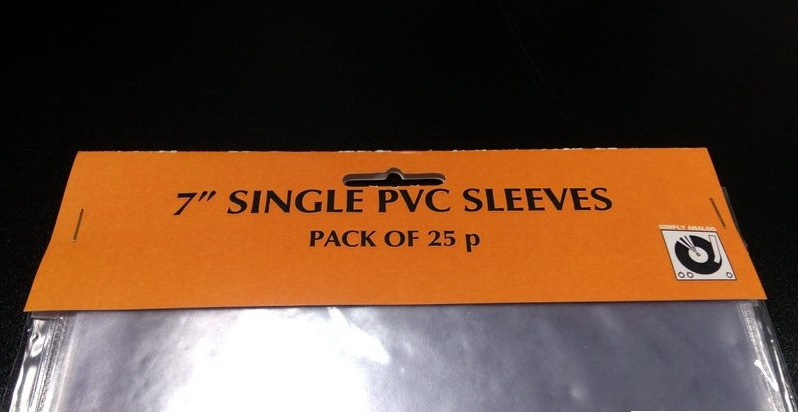 7″ SINGLE PVC SLEEVES
PACK OF 25 p
SIMPLY ANALOG